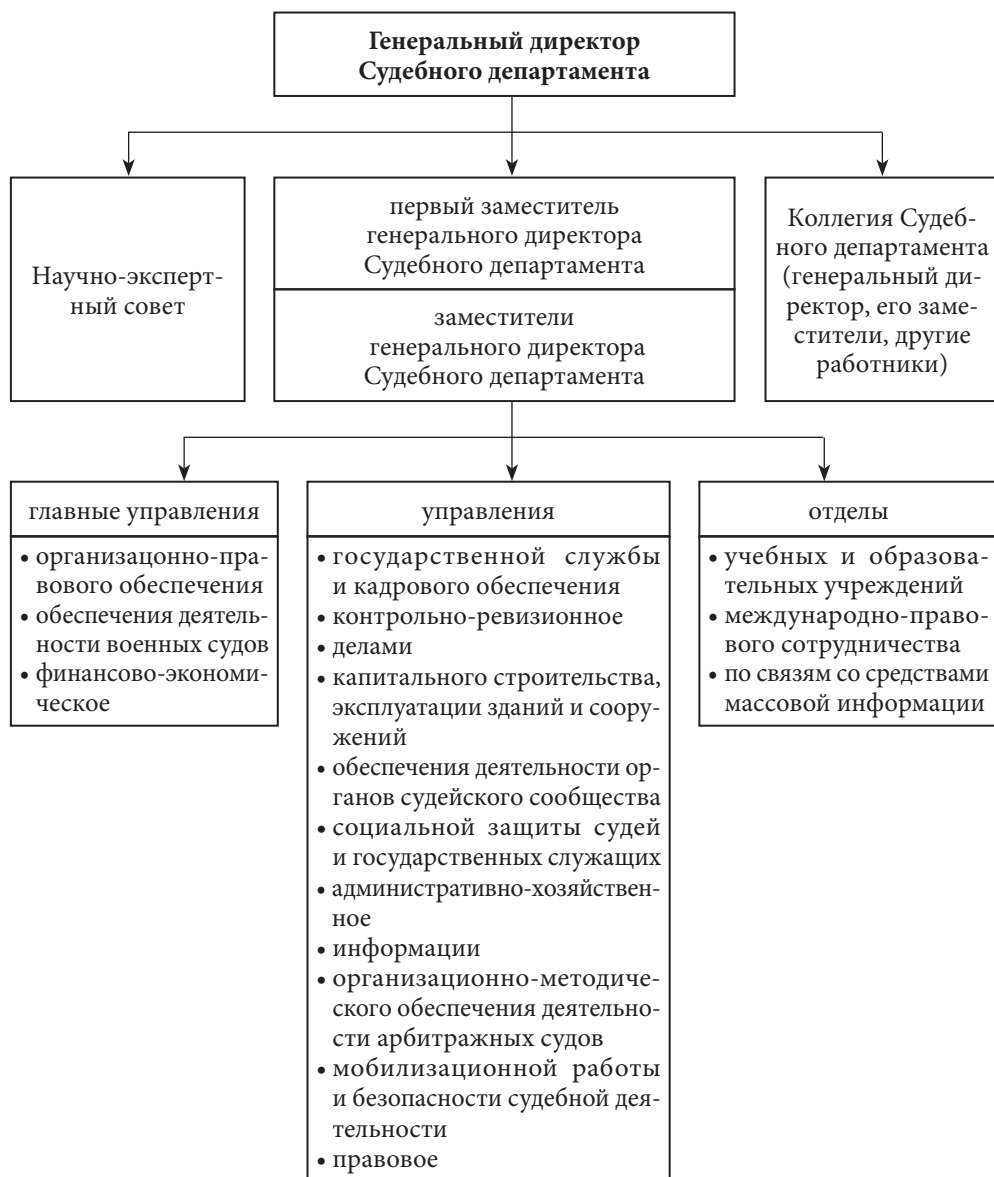 Генеральный директор
Судебного департамента
Научно-эксперт-
ный совет
первый заместитель
генерального директора
Судебного департамента
заместители
генерального директора
Судебного департамента
Коллегия Судеб-
ного департамента
(генеральный ди-
ректор, его заме-
стители, другие
работники)
главные управления
• организацонно-пра-
вового обеспечения
• обеспечения деятель-
ности военных судов
• финансово-экономи-
ческое
управления
• государственной службы
и кадрового обеспечения
• контрольно-ревизионное
• делами
• капитального строительства,
эксплуатации зданий и соору-
жений
• обеспечения деятельности ор-
ганов судейского сообщества
• социальной защиты судей
и государственных служащих
• административно-хозяйствен-
ное
• информации
• организационно-методиче-
ского обеспечения деятельно-
сти арбитражных судов
• мобилизационной работы
и безопасности судебной дея-
тельности
• правовое
отделы
• учебных и образова-
тельных учреждений
• международно-право-
вого сотрудничества
• по связям со средствами
массовой информации